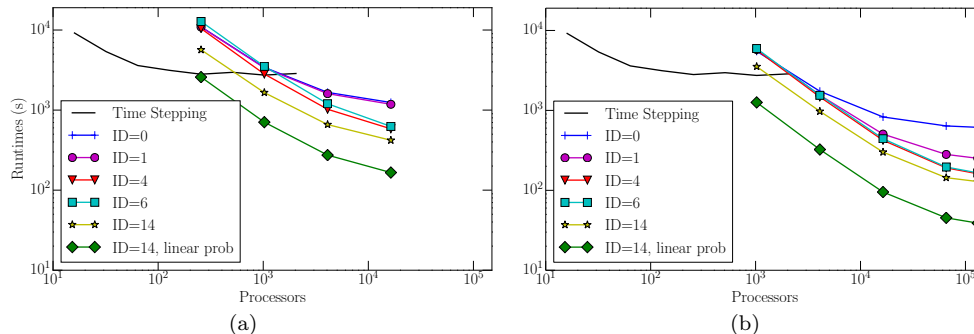 10^4
10^3
10^2
10^1
Runtimes (s)
Time Stepping
ID=0
ID=1
ID=4
ID=6
ID=14
ID=14, linear prob
10^1
10^2
10^3
10^4
10^5
Processors
(a)
10^4
10^3
10^2
10^1
Time Stepping
ID=0
ID=1
ID=4
ID=6
ID=14
ID=14, linear prob
10^1
10^2
10^3
10^4
10^5
Processors
(b)